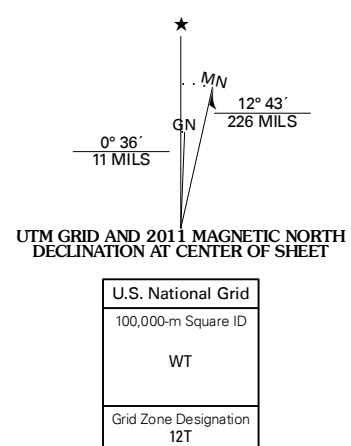 ★
MN
GN
12° 43´
226 MILS
0° 36´
11 MILS
UTM GRID AND 2011 MAGNETIC NORTH
DECLINATION AT CENTER OF SHEET
U.S. National Grid
100,000-m Square ID
WT
Grid Zone Designation
12T